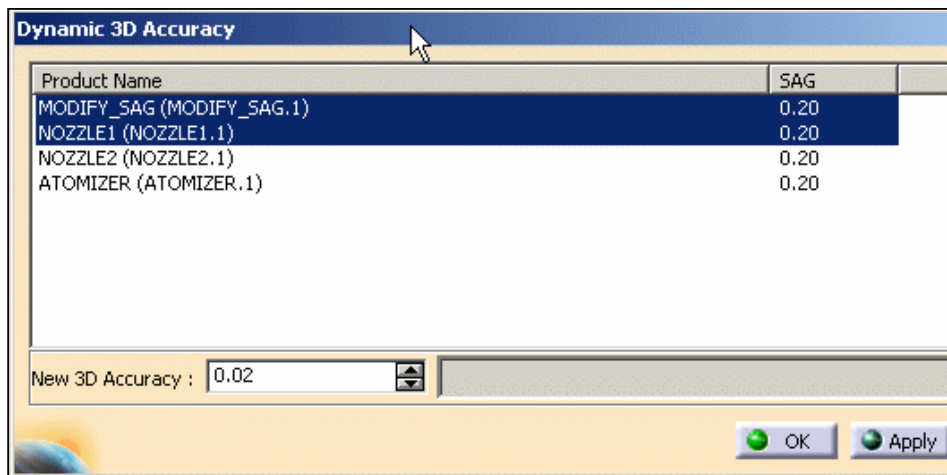 Dynamic 3D Accuracy
Product Name SAG
MODIFY_SAG (MODIFY_SAG.1) 0.20
NOZZLE1 (NOZZLE1.1) 0.20
NOZZLE2 (NOZZLE2.1) 0.20
ATOMIZER (ATOMIZER.1) 0.20
New 3D Accuracy : 0.02
OK Apply